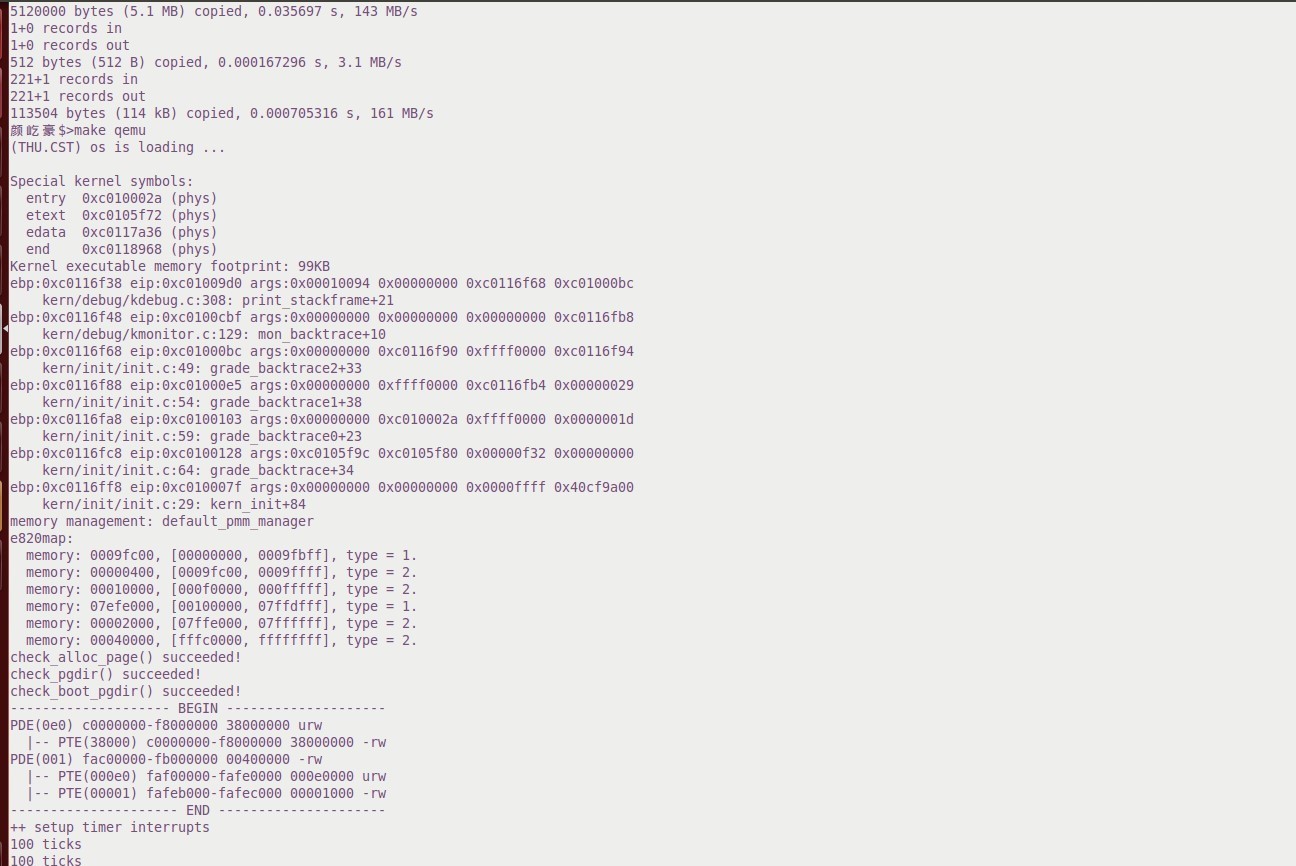 5120000 bytes (5.1 MB) copied, 0.035697 s, 143 MB/s
1+0 records in
1+0 records out
512 bytes (512 B) copied, 0.000167296 s, 3.1 MB/s
221+1 records in
221+1 records out
113504 bytes (114 kB) copied, 0.000705316 s, 161 MB/s
颜屹豪$>make qemu
(THU.CST) os is loading ...

Special kernel symbols:
  entry  0xc010002a (phys)
  etext  0xc0105f72 (phys)
  edata  0xc0117a36 (phys)
  end    0xc0118968 (phys)
Kernel executable memory footprint: 99KB
ebp:0xc0116f38 eip:0xc01009d0 args:0x00010094 0x00000000 0xc0116f68 0xc01000bc
    kern/debug/kdebug.c:308: print_stackframe+21
ebp:0xc0116f48 eip:0xc0100cbf args:0x00000000 0x00000000 0x00000000 0xc0116fb8
    kern/debug/kmonitor.c:129: mon_backtrace+10
ebp:0xc0116f68 eip:0xc01000bc args:0x00000000 0xc0116f90 0xffff0000 0xc0116f94
    kern/init/init.c:49: grade_backtrace2+33
ebp:0xc0116f88 eip:0xc01000e5 args:0x00000000 0xffff0000 0xc0116fb4 0x00000029
    kern/init/init.c:54: grade_backtrace1+38
ebp:0xc0116fa8 eip:0xc0100103 args:0x00000000 0xc010002a 0xffff0000 0x0000001d
    kern/init/init.c:59: grade_backtrace0+23
ebp:0xc0116fc8 eip:0xc0100128 args:0xc0105f9c 0xc0105f80 0x00000f32 0x00000000
    kern/init/init.c:64: grade_backtrace+34
ebp:0xc0116ff8 eip:0xc010007f args:0x00000000 0x00000000 0x0000ffff 0x40cf9a00
    kern/init/init.c:29: kern_init+84
memory management: default_pmm_manager
e820map:
  memory: 0009fc00, [00000000, 0009fbff], type = 1.
  memory: 00000400, [0009fc00, 0009ffff], type = 2.
  memory: 00010000, [000f0000, 000fffff], type = 2.
  memory: 07efe000, [00100000, 07ffdfff], type = 1.
  memory: 00002000, [07ffe000, 07ffffff], type = 2.
  memory: 00040000, [fffc0000, ffffffff], type = 2.
check_alloc_page() succeeded!
check_pgdir() succeeded!
check_boot_pgdir() succeeded!
-------------------- BEGIN --------------------
PDE(0e0) c0000000-f8000000 38000000 urw
  |-- PTE(38000) c0000000-f8000000 38000000 -rw
PDE(001) fac00000-fb000000 00400000 -rw
  |-- PTE(000e0) faf00000-fafe0000 000e0000 urw
  |-- PTE(00001) fafeb000-fafec000 00001000 -rw
--------------------- END ---------------------
++ setup timer interrupts
100 ticks
100 ticks